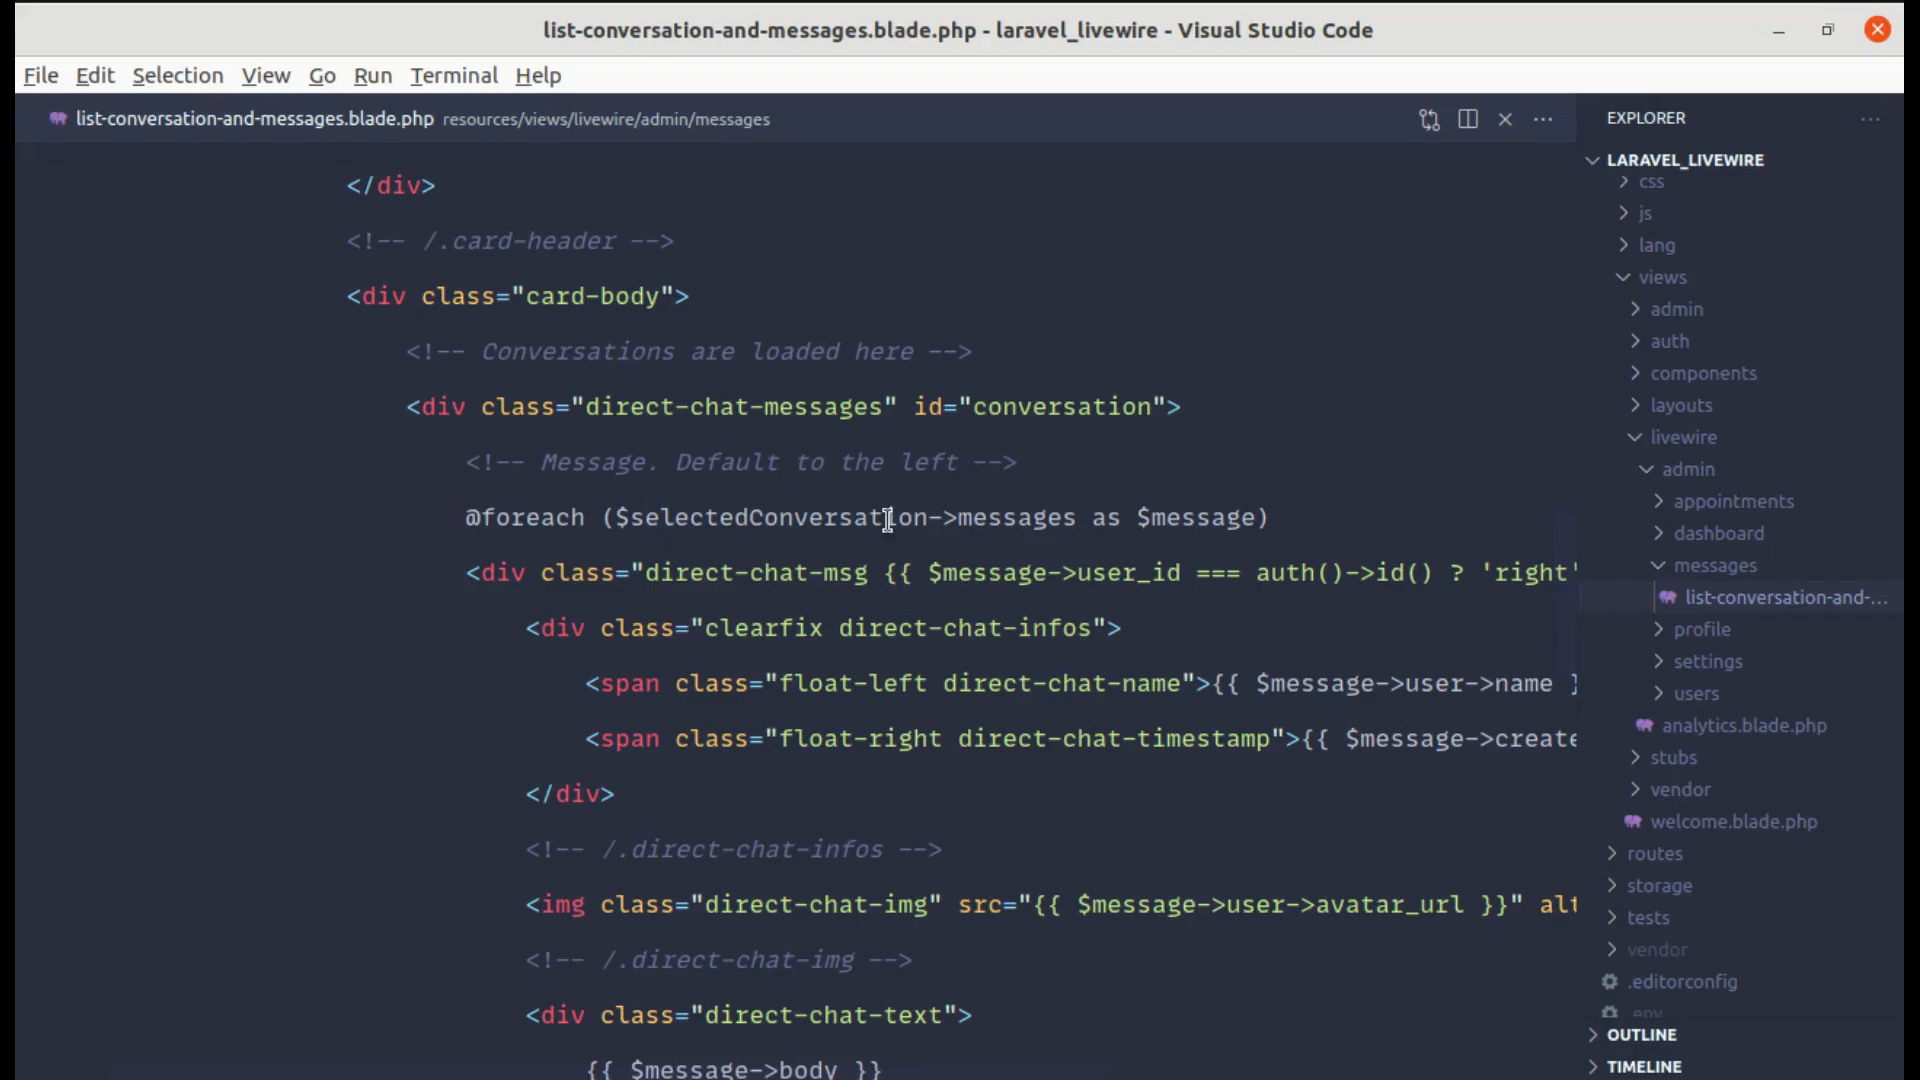 list-conversation-and-messages.blade.php - laravel_livewire - Visual Studio Code
File Edit Selection View Go Run Terminal Help
list-conversation-and-messages.blade.php resources/views/livewire/admin/messages
</div>
<!-- /.card-header -->
<div class="card-body">
<!-- Conversations are loaded here -->
<div class="direct-chat-messages" id="conversation">
<!-- Message. Default to the left -->
@foreach ($selectedConversation->messages as $message)
<div class="direct-chat-msg {{ $message->user_id === auth()->id() ? 'right'
<div class="clearfix direct-chat-infos">
<span class="float-left direct-chat-name">{{ $message->user->name }
<span class="float-right direct-chat-timestamp">{{ $message->create
</div>
<!-- /.direct-chat-infos -->
<img class="direct-chat-img" src="{{ $message->user->avatar_url }}" alt
<!-- /.direct-chat-img -->
<div class="direct-chat-text">
{{ $message->body }}
EXPLORER
LARAVEL_LIVEWIRE
css
js
lang
views
admin
auth
components
layouts
livewire
admin
appointments
dashboard
messages
list-conversation-and-...
profile
settings
users
analytics.blade.php
stubs
vendor
welcome.blade.php
routes
storage
tests
vendor
.editorconfig
.env
OUTLINE
TIMELINE